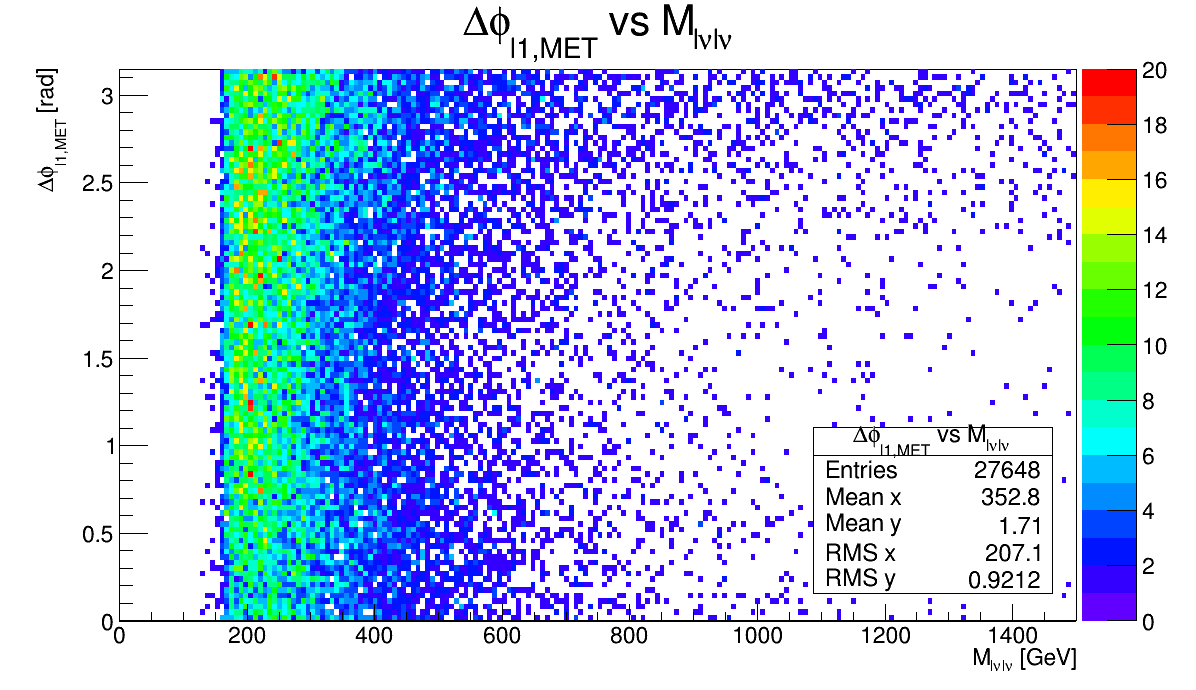 Δϕl1,MET vs Mlνlν
Δϕl1,MET [rad]
3
2.5
2
1.5
1
0.5
0
0 200 400 600 800 1000 1200 1400
Mlνlν [GeV]
20
18
16
14
12
10
8
6
4
2
0
Δϕl1,MET vs Mlνlν
Entries 27648
Mean x 352.8
Mean y 1.71
RMS x 207.1
RMS y 0.9212